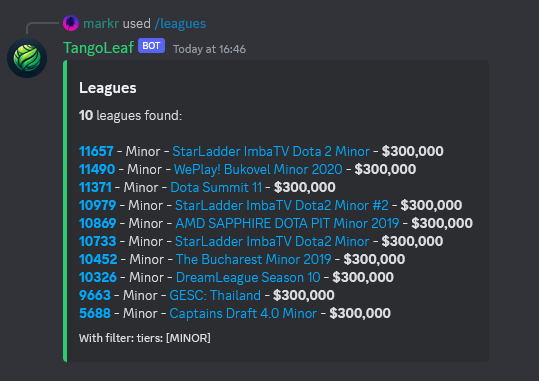 markr used /leagues
TangoLeaf BOT Today at 16:46
Leagues
10 leagues found:
11657 - Minor - StarLadder ImbaTV Dota 2 Minor - $300,000
11490 - Minor - WePlay! Bukovel Minor 2020 - $300,000
11371 - Minor - Dota Summit 11 - $300,000
10979 - Minor - StarLadder ImbaTV Dota2 Minor #2 - $300,000
10869 - Minor - AMD SAPPHIRE DOTA PIT Minor 2019 - $300,000
10733 - Minor - StarLadder ImbaTV Dota2 Minor - $300,000
10452 - Minor - The Bucharest Minor 2019 - $300,000
10326 - Minor - DreamLeague Season 10 - $300,000
9663 - Minor - GESC: Thailand - $300,000
5688 - Minor - Captains Draft 4.0 Minor - $300,000
With filter: tiers: [MINOR]